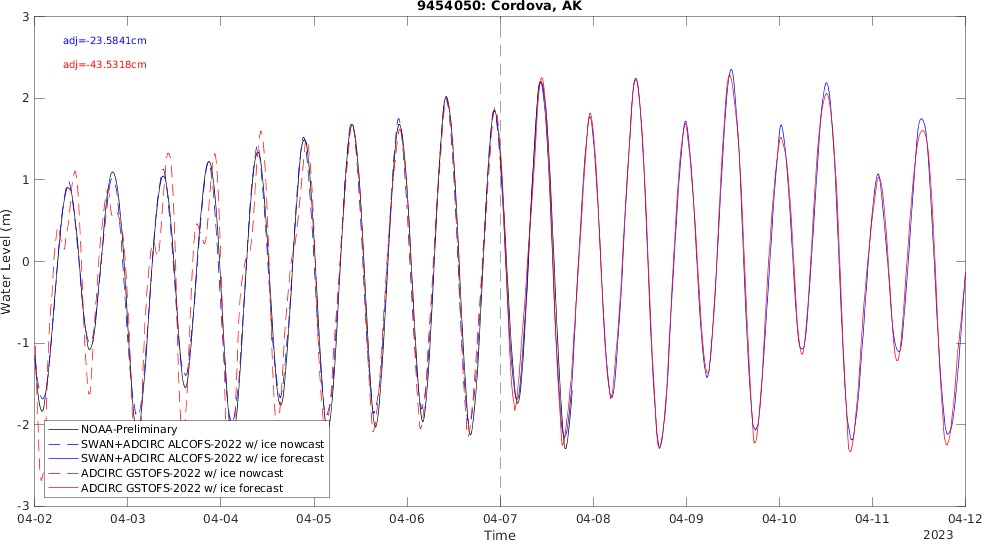 9454050: Cordova, AK
3
adj=-23.5841cm
adj=-43.5318cm
2
1
0
-1
-2
-3
Water Level (m)
NOAA-Preliminary
SWAN+ADCIRC ALCOFS-2022 w/ ice nowcast
SWAN+ADCIRC ALCOFS-2022 w/ ice forecast
ADCIRC GSTOFS-2022 w/ ice nowcast
ADCIRC GSTOFS-2022 w/ ice forecast
04-02 04-03 04-04 04-05 04-06 04-07 04-08 04-09 04-10 04-11 04-12
Time
2023